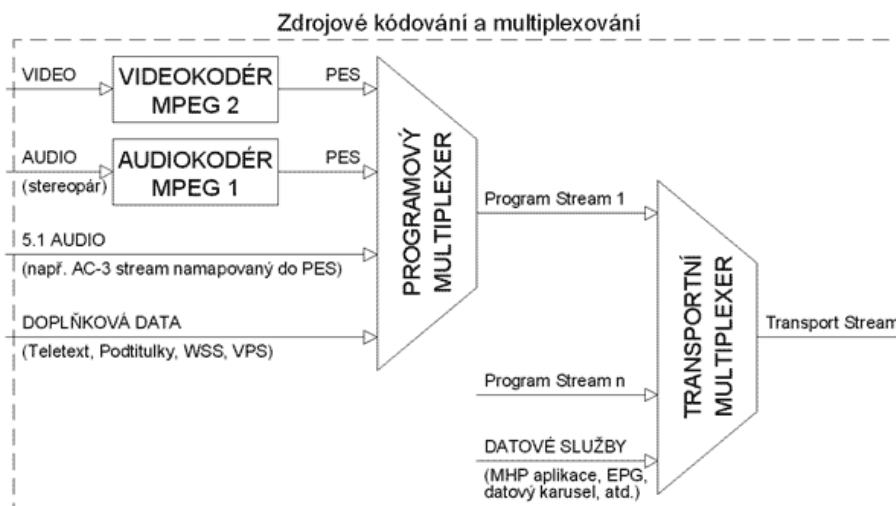 Zdrojové kódování a multiplexování
VIDEO
VIDEOKODÉR
MPEG 2
PES
AUDIO
(stereopár)
AUDIOKODÉR
MPEG 1
PES
5.1 AUDIO
(např. AC-3 stream namapovaný do PES)
DOPLŇKOVÁ DATA
(Teletext, Podtitulky, WSS, VPS)
PROGRAMOVÝ
MULTIPLEXER
Program Stream 1
Program Stream n
DATOVÉ SLUŽBY
(MHP aplikace, EPG,
datový karusel, atd.)
TRANSPORTNÍ
MULTIPLEXER
Transport Stream